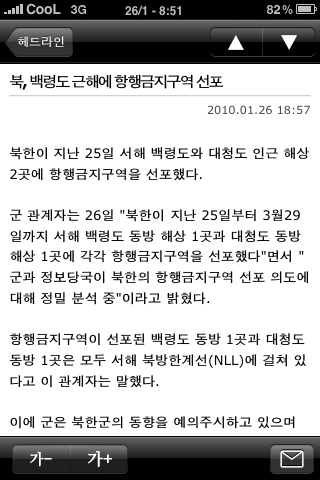 CooL 3G 26/1 - 8:51 82%
헤드라인
북, 백령도 근해에 항행금지구역 선포
2010.01.26 18:57
북한이 지난 25일 서해 백령도와 대청도 인근 해상
2곳에 항행금지구역을 선포했다.
군 관계자는 26일 "북한이 지난 25일부터 3월29
일까지 서해 백령도 동방 해상 1곳과 대청도 동방
해상 1곳에 각각 항행금지구역을 선포했다"면서 "
군과 정보당국이 북한의 항행금지구역 선포 의도에
대해 정밀 분석 중"이라고 밝혔다.
항행금지구역이 선포된 백령도 동방 1곳과 대청도
동방 1곳은 모두 서해 북방한계선(NLL)에 걸쳐 있
다고 이 관계자는 말했다.
이에 군은 북한군의 동향을 예의주시하고 있으며
가- 가+